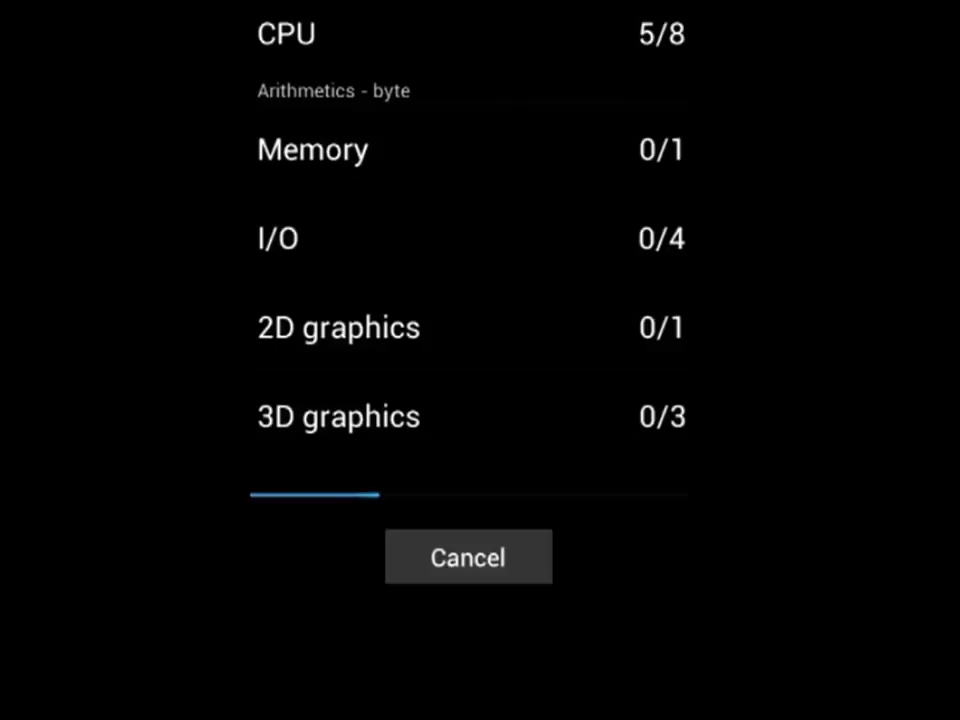 CPU 5/8
Arithmetics - byte
Memory 0/1
I/O 0/4
2D graphics 0/1
3D graphics 0/3
Cancel